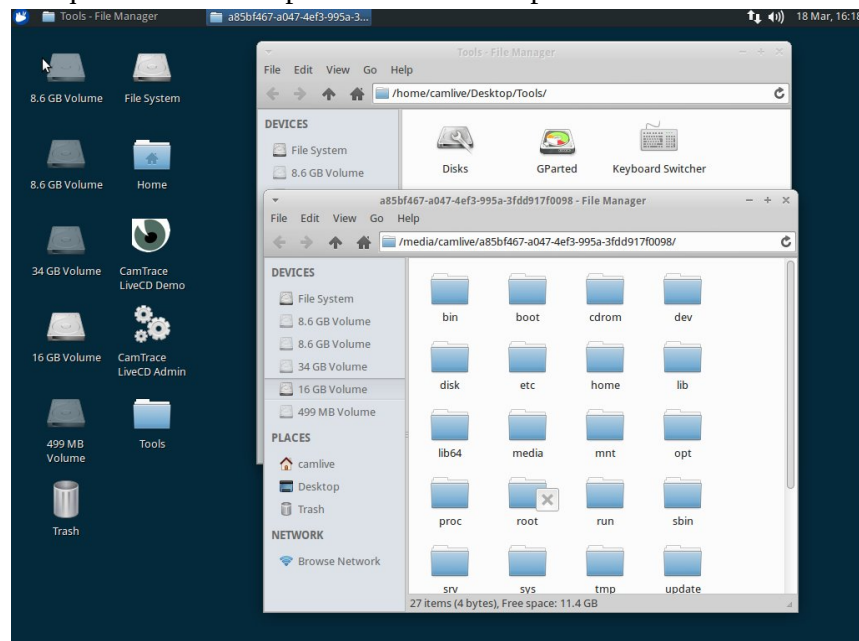 Tools - File Manager
a85bf467-a047-4ef3-995a-3...
18 Mar, 16:18
8.6 GB Volume
File System
8.6 GB Volume
Home
34 GB Volume
CamTrace
LiveCD Demo
16 GB Volume
CamTrace
LiveCD Admin
499 MB
Volume
Tools
Trash
Tools - File Manager
File Edit View Go Help
/home/camlive/Desktop/Tools/
DEVICES
File System
8.6 GB Volume
Disks
GParted
Keyboard Switcher
a85bf467-a047-4ef3-995a-3fdd917f0098 - File Manager
File Edit View Go Help
/media/camlive/a85bf467-a047-4ef3-995a-3fdd917f0098/
DEVICES
File System
8.6 GB Volume
8.6 GB Volume
34 GB Volume
16 GB Volume
499 MB Volume
PLACES
camlive
Desktop
Trash
NETWORK
Browse Network
bin boot cdrom dev
disk etc home lib
lib64 media mnt opt
proc root run sbin
srv sys tmp update
27 items (4 bytes), Free space: 11.4 GB